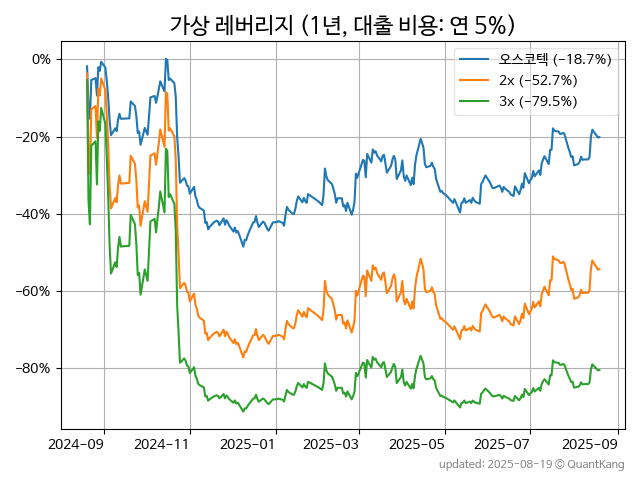 가상 레버리지 (1년, 대출 비용: 연 5%)
오스코텍 (−18.7%)
2x (−52.7%)
3x (−79.5%)
0%
−20%
−40%
−60%
−80%
2024-09 2024-11 2025-01 2025-03 2025-05 2025-07 2025-09
updated: 2025-08-19 © QuantKang